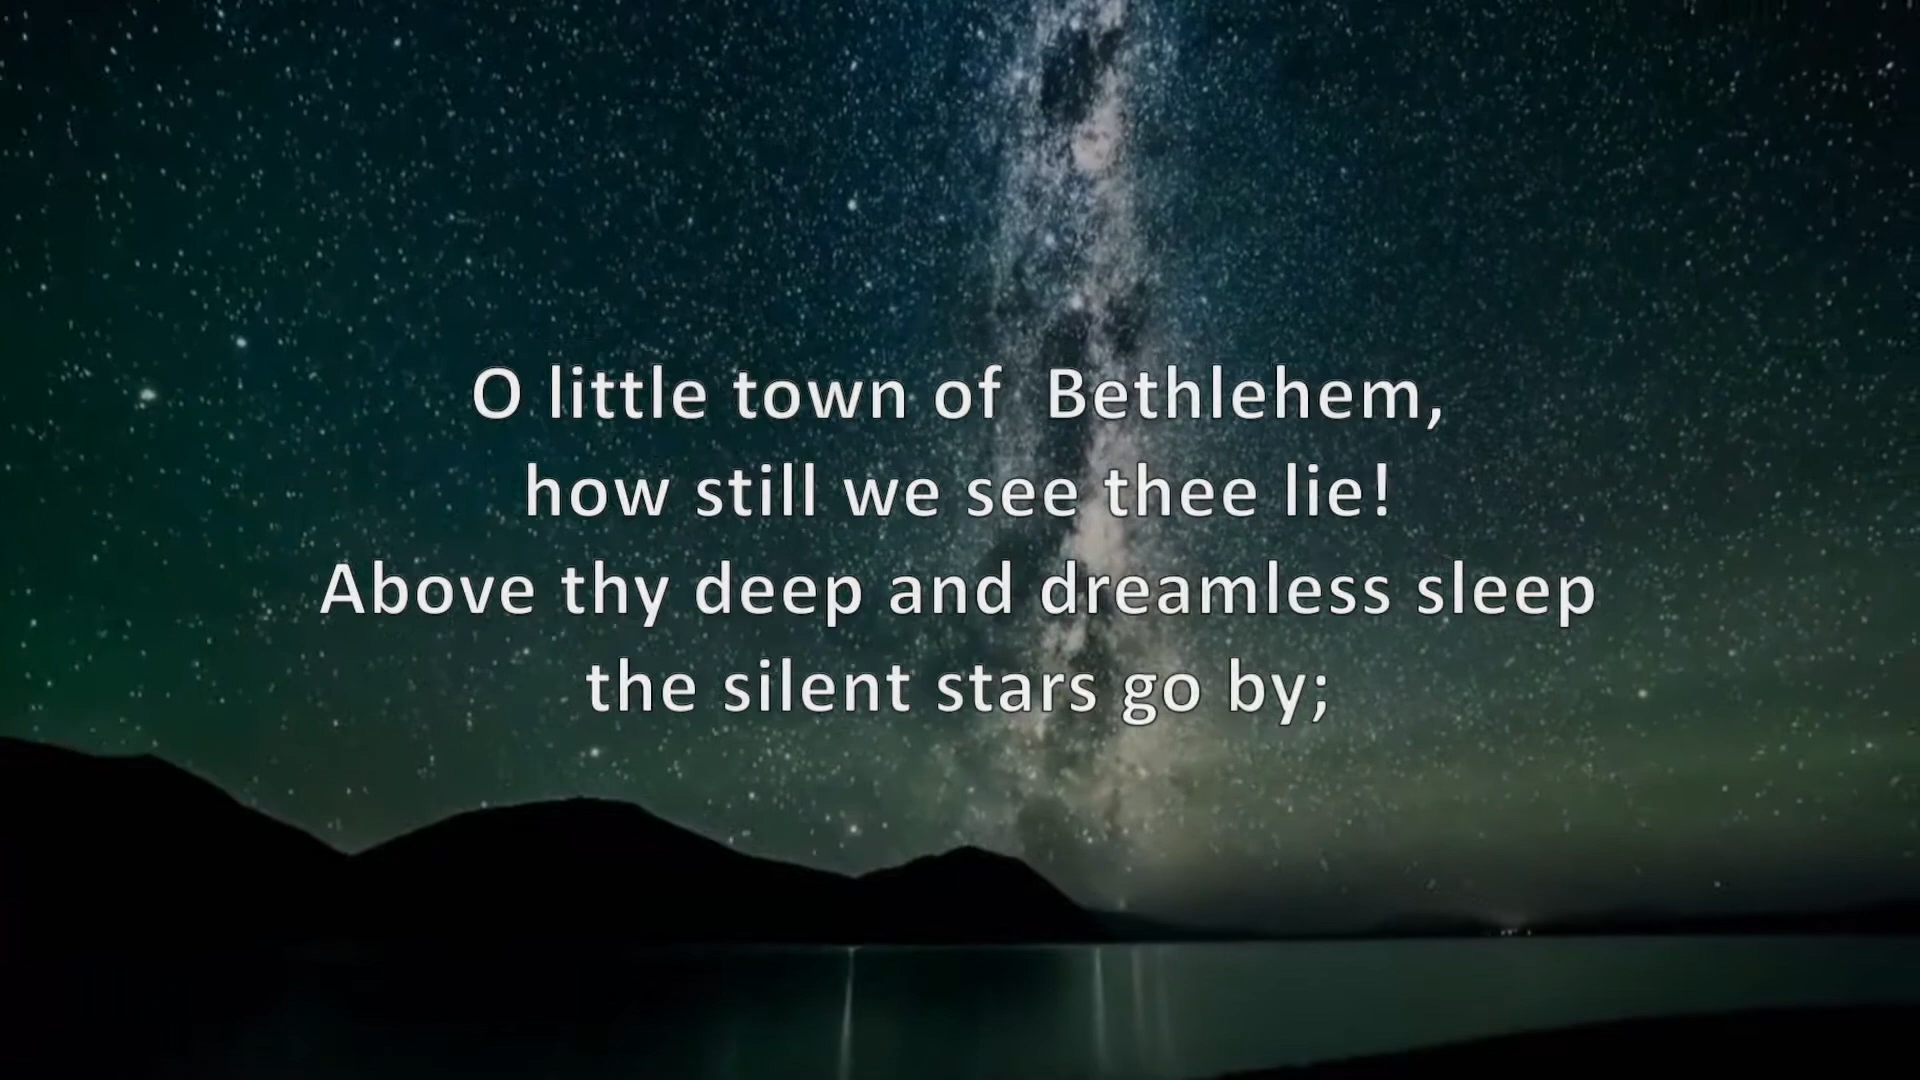 O little town of  Bethlehem,
how still we see thee lie!
Above thy deep and dreamless sleep
the silent stars go by;